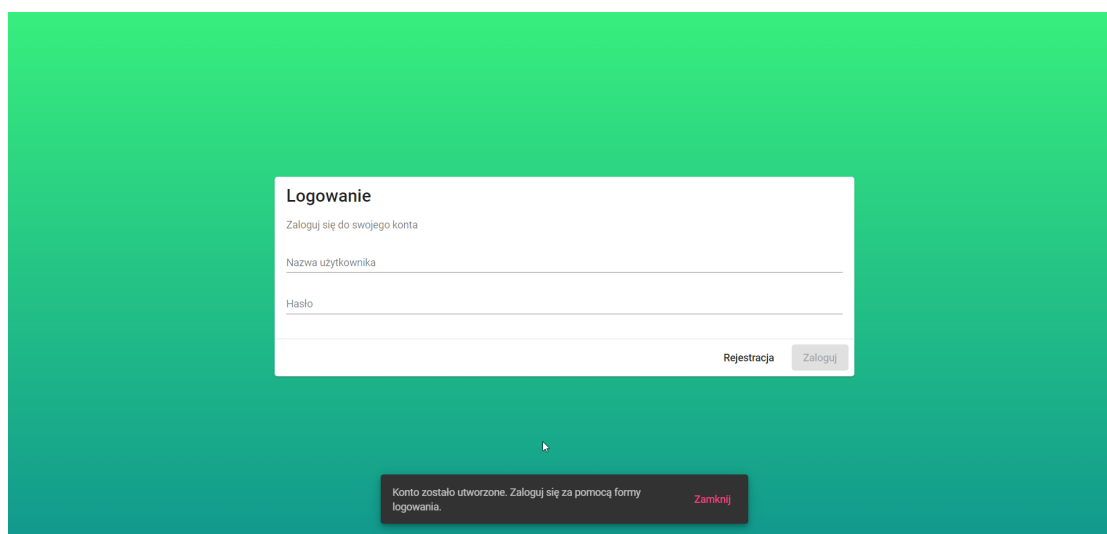 Logowanie
Zaloguj się do swojego konta
Nazwa użytkownika
Hasło
Rejestracja
Zaloguj
Konto zostało utworzone. Zaloguj się za pomocą formy
logowania.
Zamknij